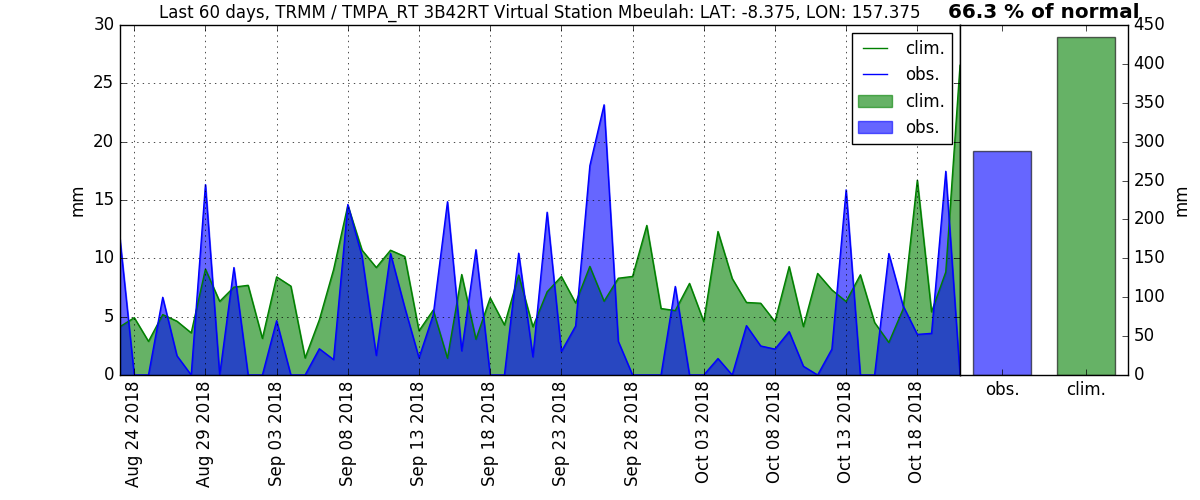 Last 60 days, TRMM / TMPA_RT 3B42RT Virtual Station Mbeulah: LAT: -8.375, LON: 157.375
66.3 % of normal
30
25
20
15
10
5
0
mm
clim.
obs.
clim.
obs.
450
400
350
300
250
200
150
100
50
0
mm
Aug 24 2018
Aug 29 2018
Sep 03 2018
Sep 08 2018
Sep 13 2018
Sep 18 2018
Sep 23 2018
Sep 28 2018
Oct 03 2018
Oct 08 2018
Oct 13 2018
Oct 18 2018
obs.
clim.